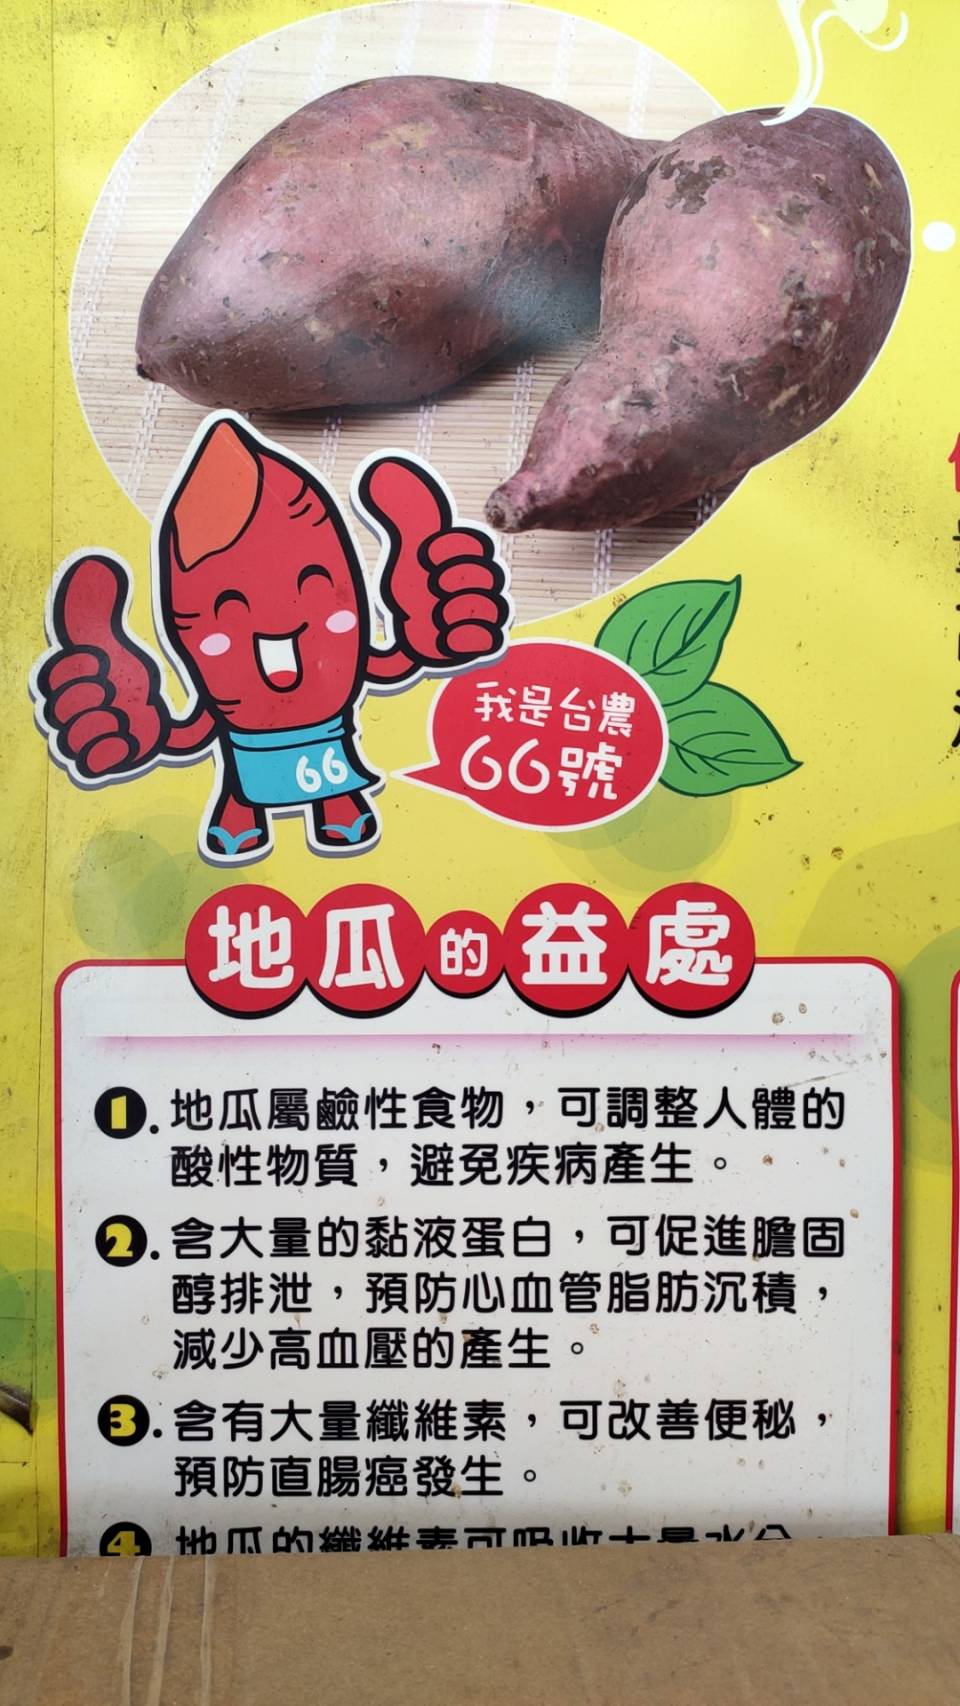 我是台農
66號
66
地瓜的益處
1.地瓜屬鹼性食物，可調整人體的
酸性物質，避免疾病產生。
2.含大量的黏液蛋白，可促進膽固
醇排泄，預防心血管脂肪沉積，
減少高血壓的產生。
3.含有大量纖維素，可改善便秘，
預防直腸癌發生。
4.地瓜的纖維素可吸收大量水分，